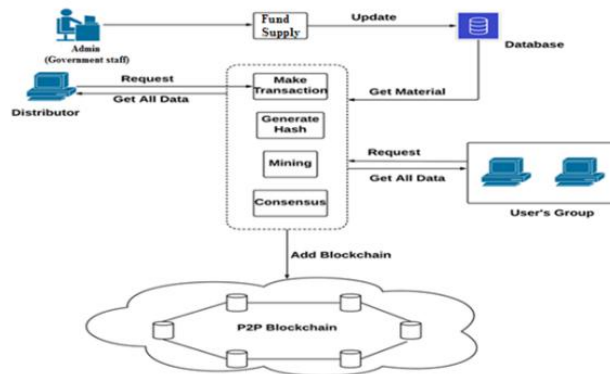 Fund
Supply
Update
Admin
(Government staff)
Database
Request
Get All Data
Distributor
Make
Transaction
Get Material
Generate
Hash
Request
Mining
Get All Data
Consensus
User's Group
Add Blockchain
P2P Blockchain